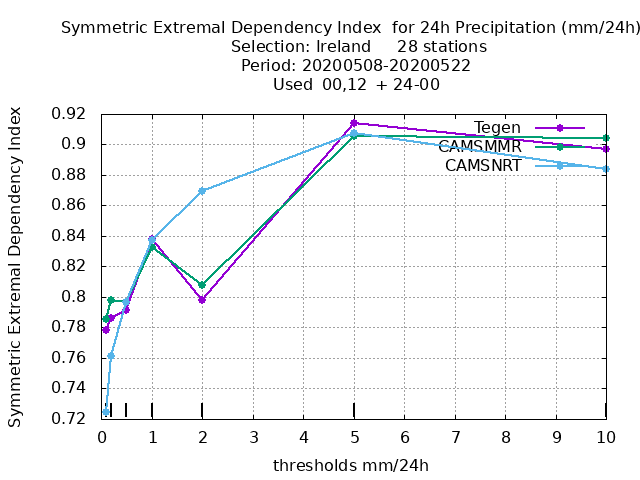 Symmetric Extremal Dependency Index for 24h Precipitation (mm/24h)
Selection: Ireland 28 stations
Period: 20200508-20200522
Used 00,12 + 24-00
Symmetric Extremal Dependency Index
0.92
0.9
0.88
0.86
0.84
0.82
0.8
0.78
0.76
0.74
0.72
Tegen
CAMSMMR
CAMSNRT
0 1 2 3 4 5 6 7 8 9 10
thresholds mm/24h